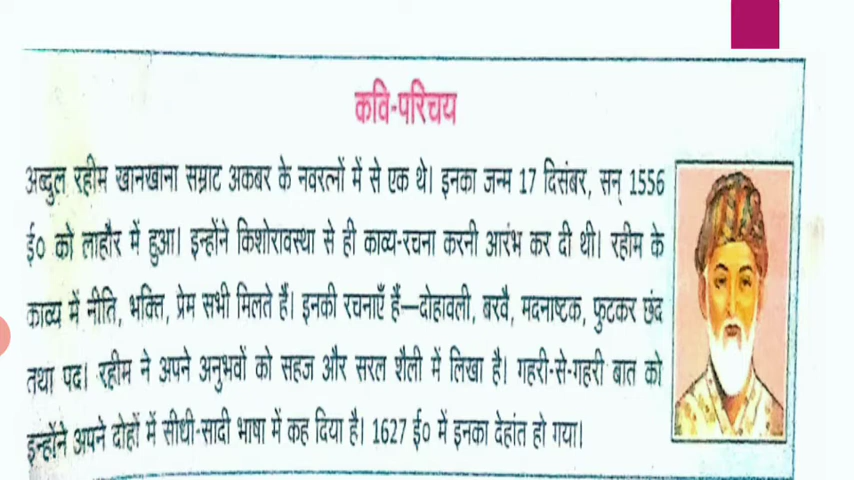 कवि-परिचय
अब्दुल रहीम खानखाना सम्राट अकबर के नवरत्नों में से एक थे। इनका जन्म 17 दिसंबर, सन् 1556
ई० को लाहौर में हुआ। इन्होंने किशोरावस्था से ही काव्य-रचना करनी आरंभ कर दी थी। रहीम के
काव्य में नीति, भक्ति, प्रेम सभी मिलते हैं। इनकी रचनाएँ हैं—दोहावली, बरवै, मदनाष्टक, फुटकर छंद
तथा पद। रहीम ने अपने अनुभवों को सहज और सरल शैली में लिखा है। गहरी-से-गहरी बात को
इन्होंने अपने दोहों में सीधी-सादी भाषा में कह दिया है। 1627 ई० में इनका देहांत हो गया।